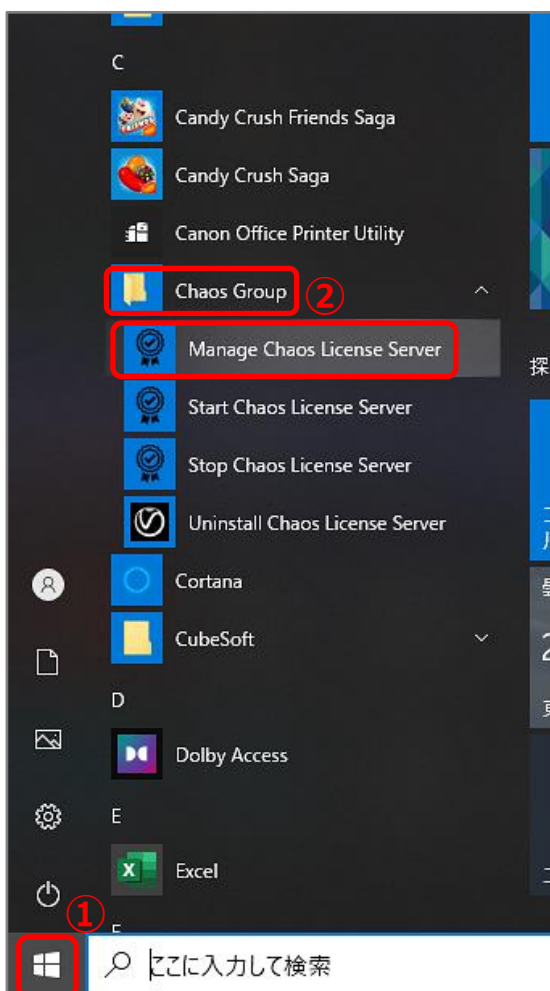 C
Candy Crush Friends Saga
Candy Crush Saga
Canon Office Printer Utility
Chaos Group ②
Manage Chaos License Server
探
Start Chaos License Server
Stop Chaos License Server
Uninstall Chaos License Server
Cortana
CubeSoft
2
D
Dolby Access
E
Excel
①
ここに入力して検索